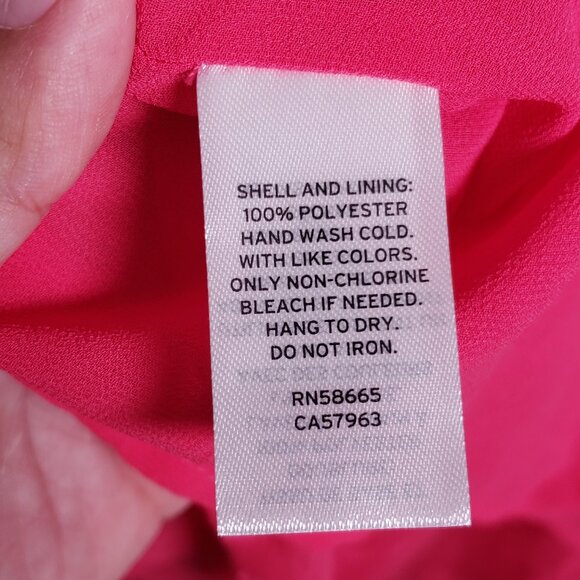 SHELL AND LINING:
100% POLYESTER
HAND WASH COLD.
WITH LIKE COLORS.
ONLY NON-CHLORINE
BLEACH IF NEEDED.
HANG TO DRY.
DO NOT IRON.
RN58665
CA57963